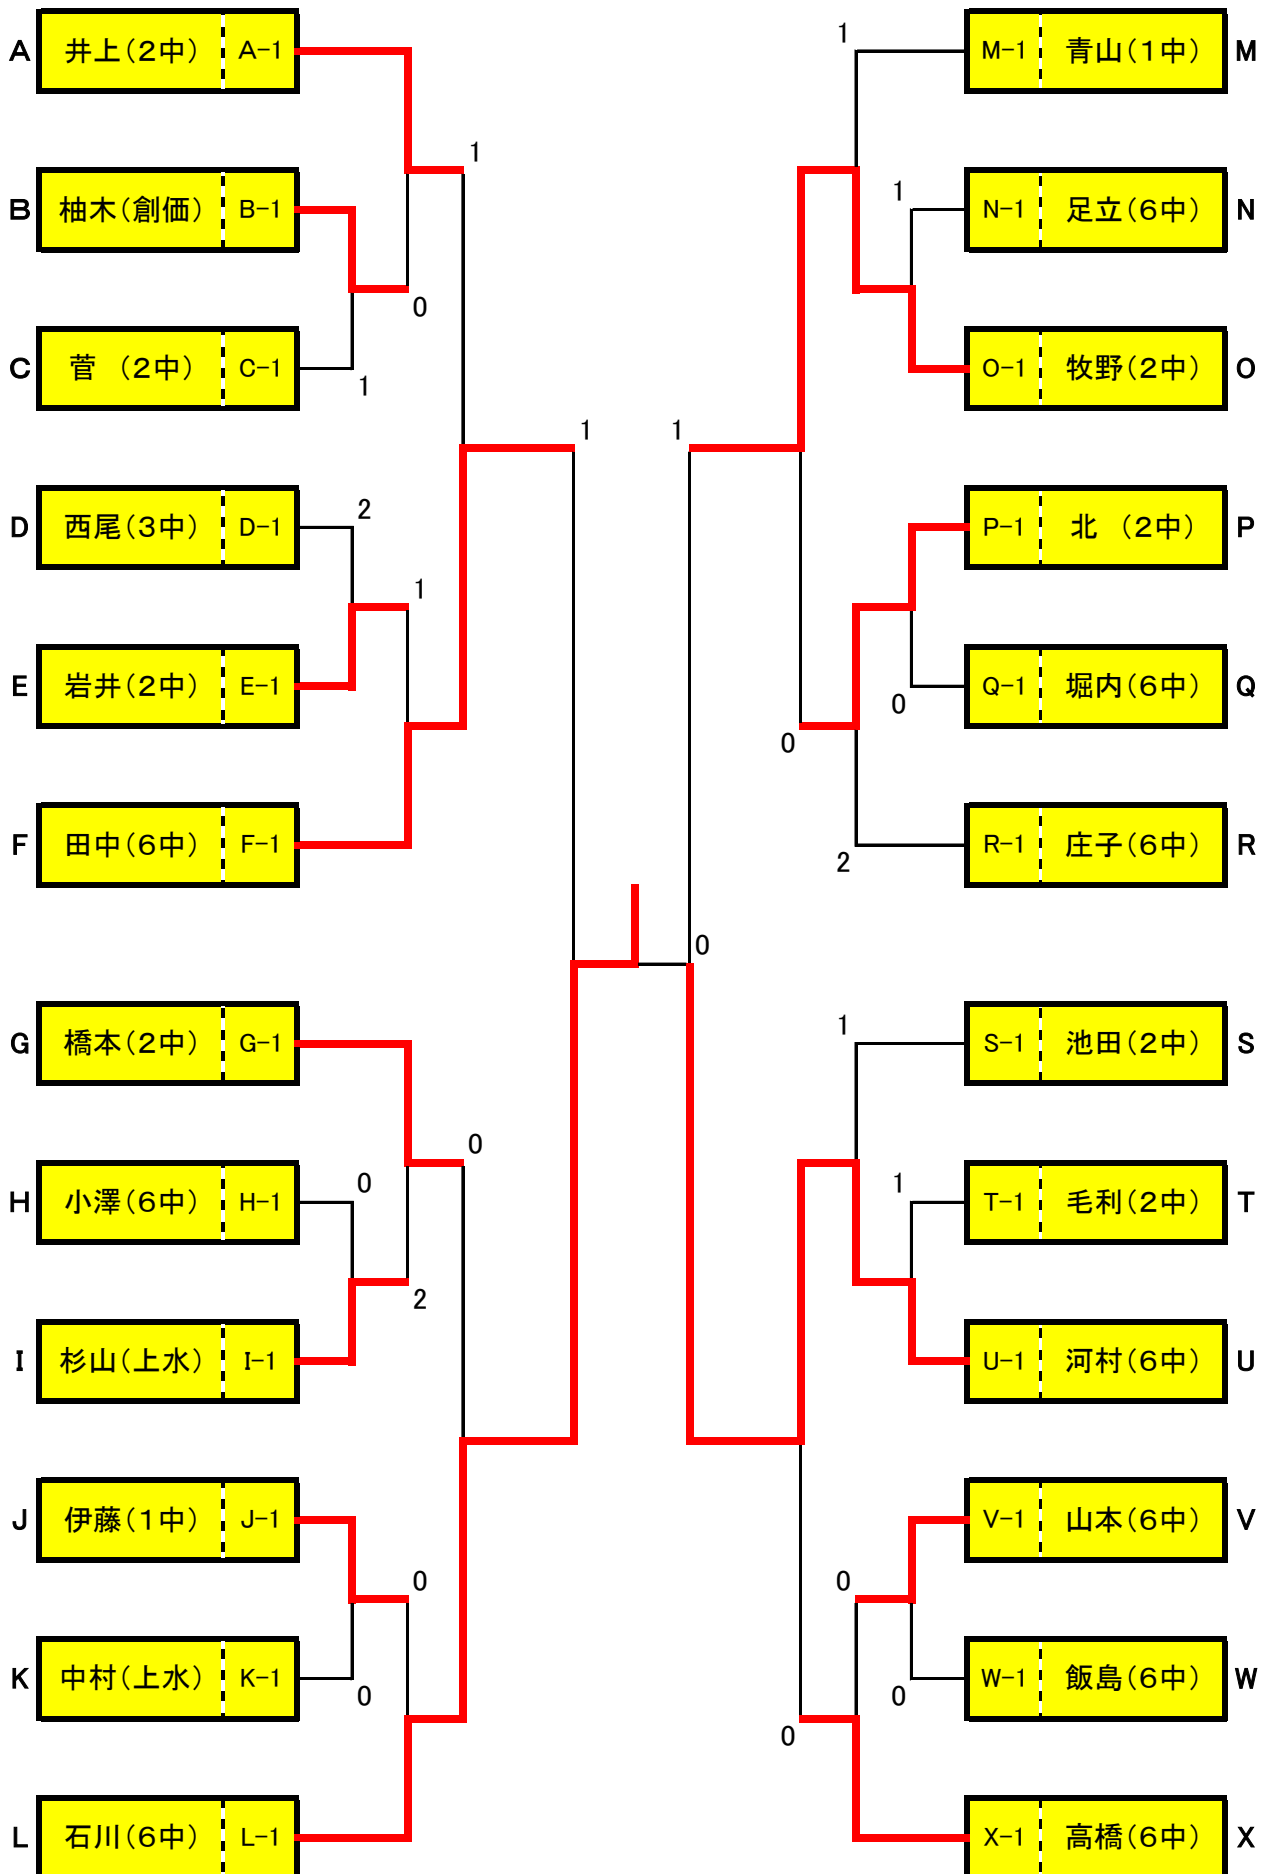 A 井上(2中) A-1
1
B 柚木(創価) B-1
0
C 菅 (2中) C-1
1
1
D 西尾(3中) D-1
2
1
E 岩井(2中) E-1
F 田中(6中) F-1
G 橋本(2中) G-1
0
H 小澤(6中) H-1
0
2
I 杉山(上水) I-1
J 伊藤(1中) J-1
0
K 中村(上水) K-1
0
L 石川(6中) L-1
1
M-1 青山(1中) M
1
N-1 足立(6中) N
O-1 牧野(2中) O
1
P-1 北 (2中) P
Q-1 堀内(6中) Q
0
0
R-1 庄子(6中) R
2
0
1
S-1 池田(2中) S
1
T-1 毛利(2中) T
U-1 河村(6中) U
V-1 山本(6中) V
0
W-1 飯島(6中) W
0
0
X-1 高橋(6中) X